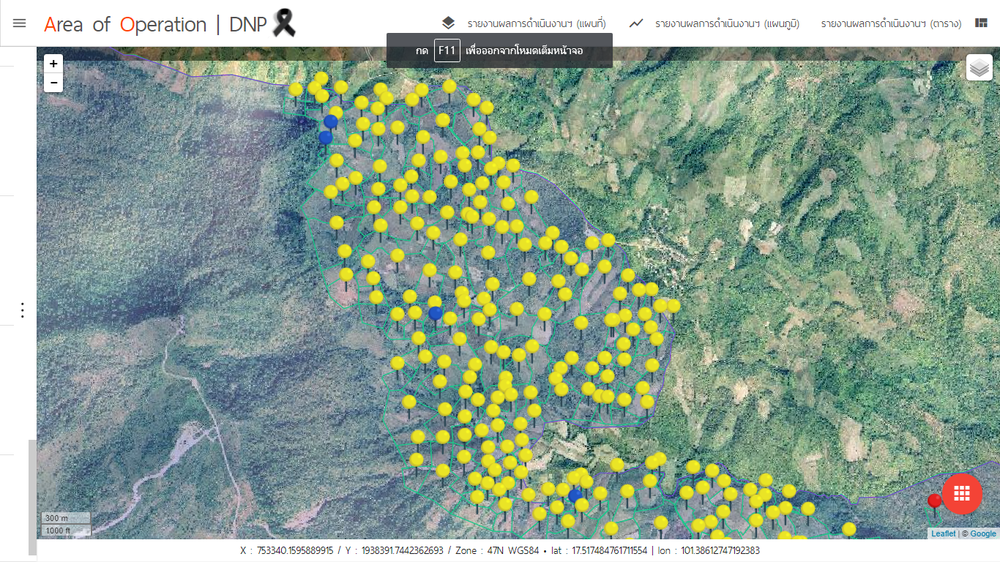 Area of Operation | DNP
รายงานผลการดำเนินงานฯ (แผนที่)
รายงานผลการดำเนินงานฯ (แผนภูมิ)
รายงานผลการดำเนินงานฯ (ตาราง)
กด F11 เพื่อออกจากโหมดเต็มหน้าจอ
+
-
300 m
1000 ft
Leaflet | © Google
X : 753340.1595889915 / Y : 1938391.7442362693 / Zone : 47N WGS84 • lat : 17.517484761711554 | lon : 101.38612747192383